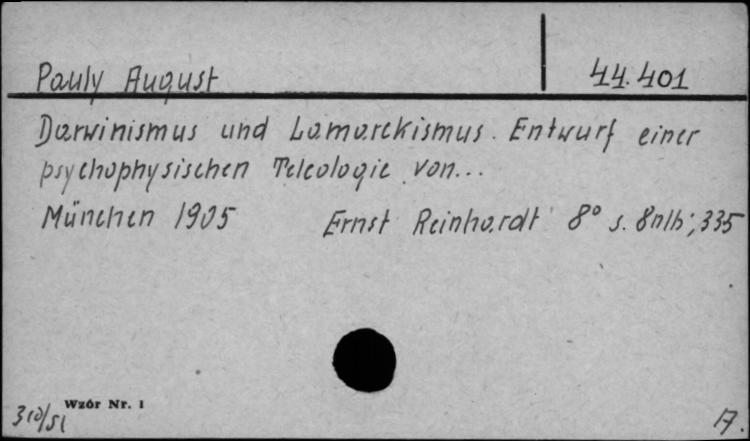 Pauly August
44.401
Darwinismus und Lamarckismus. Entwurf einer
psychophysischen Teleologie von...
München 1905 Ernst Reinhardt 8° s. 8nlb; 335
Wzór Nr. 1
310/51